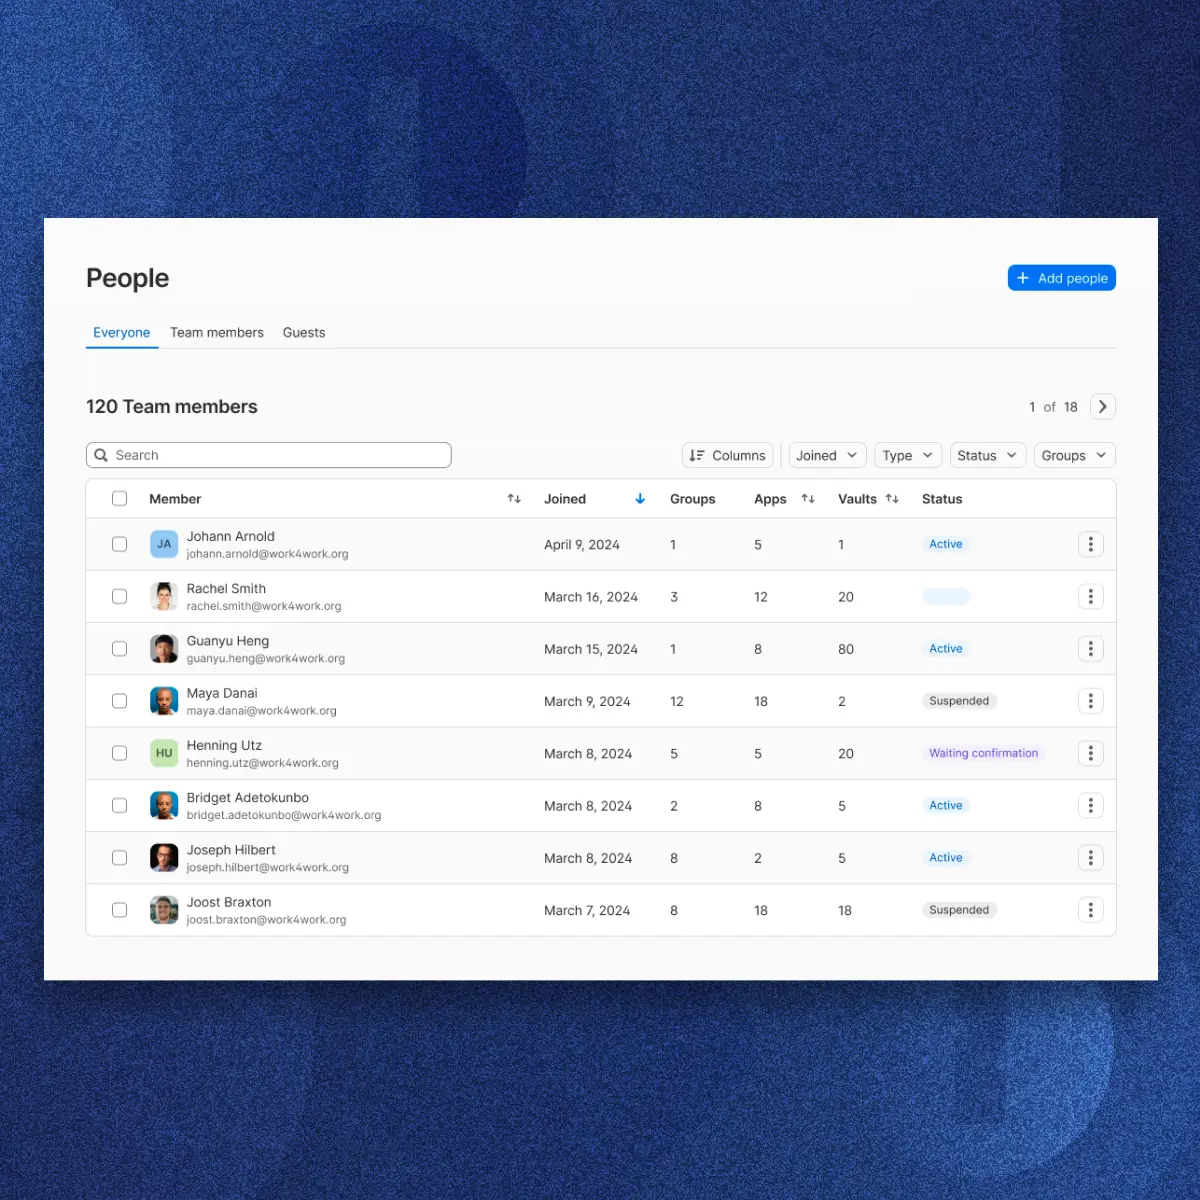 People
Add people
Everyone Team members Guests
120 Team members
1 of 18
Search
Columns Joined Type Status Groups
Member Joined Groups Apps Vaults Status
JA Johann Arnold
johann.arnold@work4work.org
April 9, 2024 1 5 1 Active
Rachel Smith
rachel.smith@work4work.org
March 16, 2024 3 12 20
Guanyu Heng
guanyu.heng@work4work.org
March 15, 2024 1 8 80 Active
Maya Danai
maya.danai@work4work.org
March 9, 2024 12 18 2 Suspended
HU Henning Utz
henning.utz@work4work.org
March 8, 2024 5 5 20 Waiting confirmation
Bridget Adetokunbo
bridget.adetokunbo@work4work.org
March 8, 2024 2 8 5 Active
Joseph Hilbert
joseph.hilbert@work4work.org
March 8, 2024 8 2 5 Active
Joost Braxton
joost.braxton@work4work.org
March 7, 2024 8 18 18 Suspended